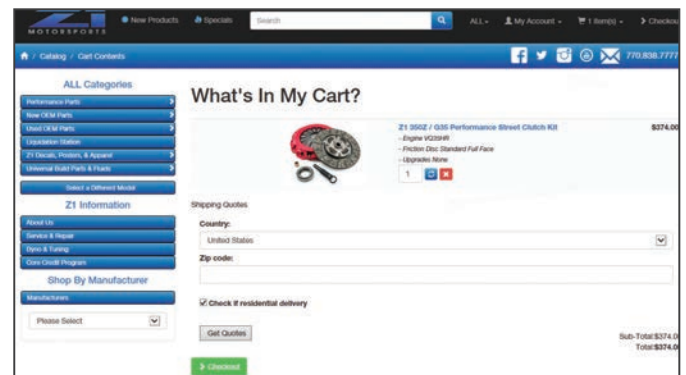 Z1
MOTORSPORTS
New Products
Specials
Search
ALL
My Account
1 Item(s)
Checkou
/ Catalog / Cart Contents
770.838.7777
ALL Categories
Performance Parts
New OEM Parts
Used OEM Parts
Liquidation Station
Z1 Decals, Posters, & Apparel
Universal Build Parts & Fluids
Select a Different Model
Z1 Information
About Us
Service & Repair
Dyno & Tuning
Core Credit Program
Shop By Manufacturer
Manufacturers
Please Select
What's In My Cart?
Z1 350Z / G35 Performance Street Clutch Kit
$374.00
- Engine VQ35HR
- Friction Disc Standard Full Face
- Upgrades None
1
Shipping Quotes
Country:
United States
Zip code:
Check if residential delivery
Get Quotes
Sub-Total:$374.0
Total:$374.0
Checkout